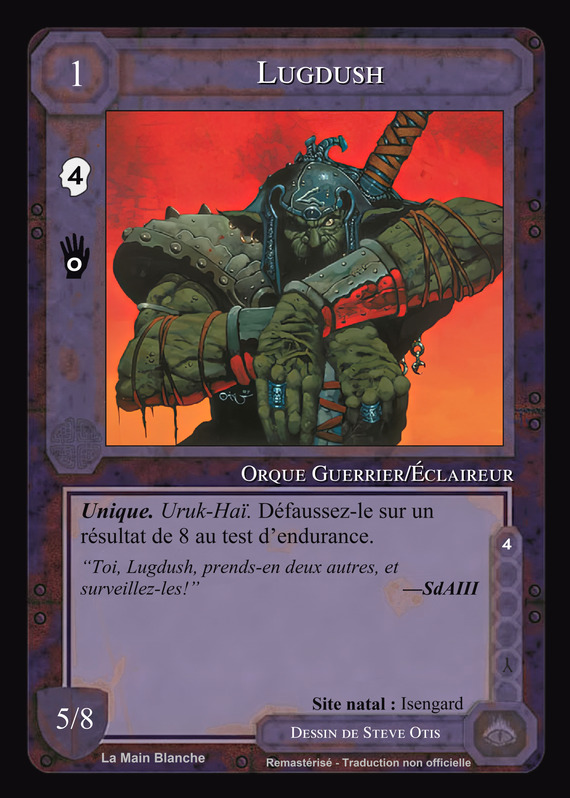 1
Lugdush
4
0
Orque Guerrier/Éclaireur
Unique. Uruk-Haï. Défaussez-le sur un
résultat de 8 au test d’endurance.
“Toi, Lugdush, prends-en deux autres, et
surveillez-les!” —SdAIII
4
Site natal : Isengard
5/8
Dessin de Steve Otis
La Main Blanche
Remastérisé - Traduction non officielle